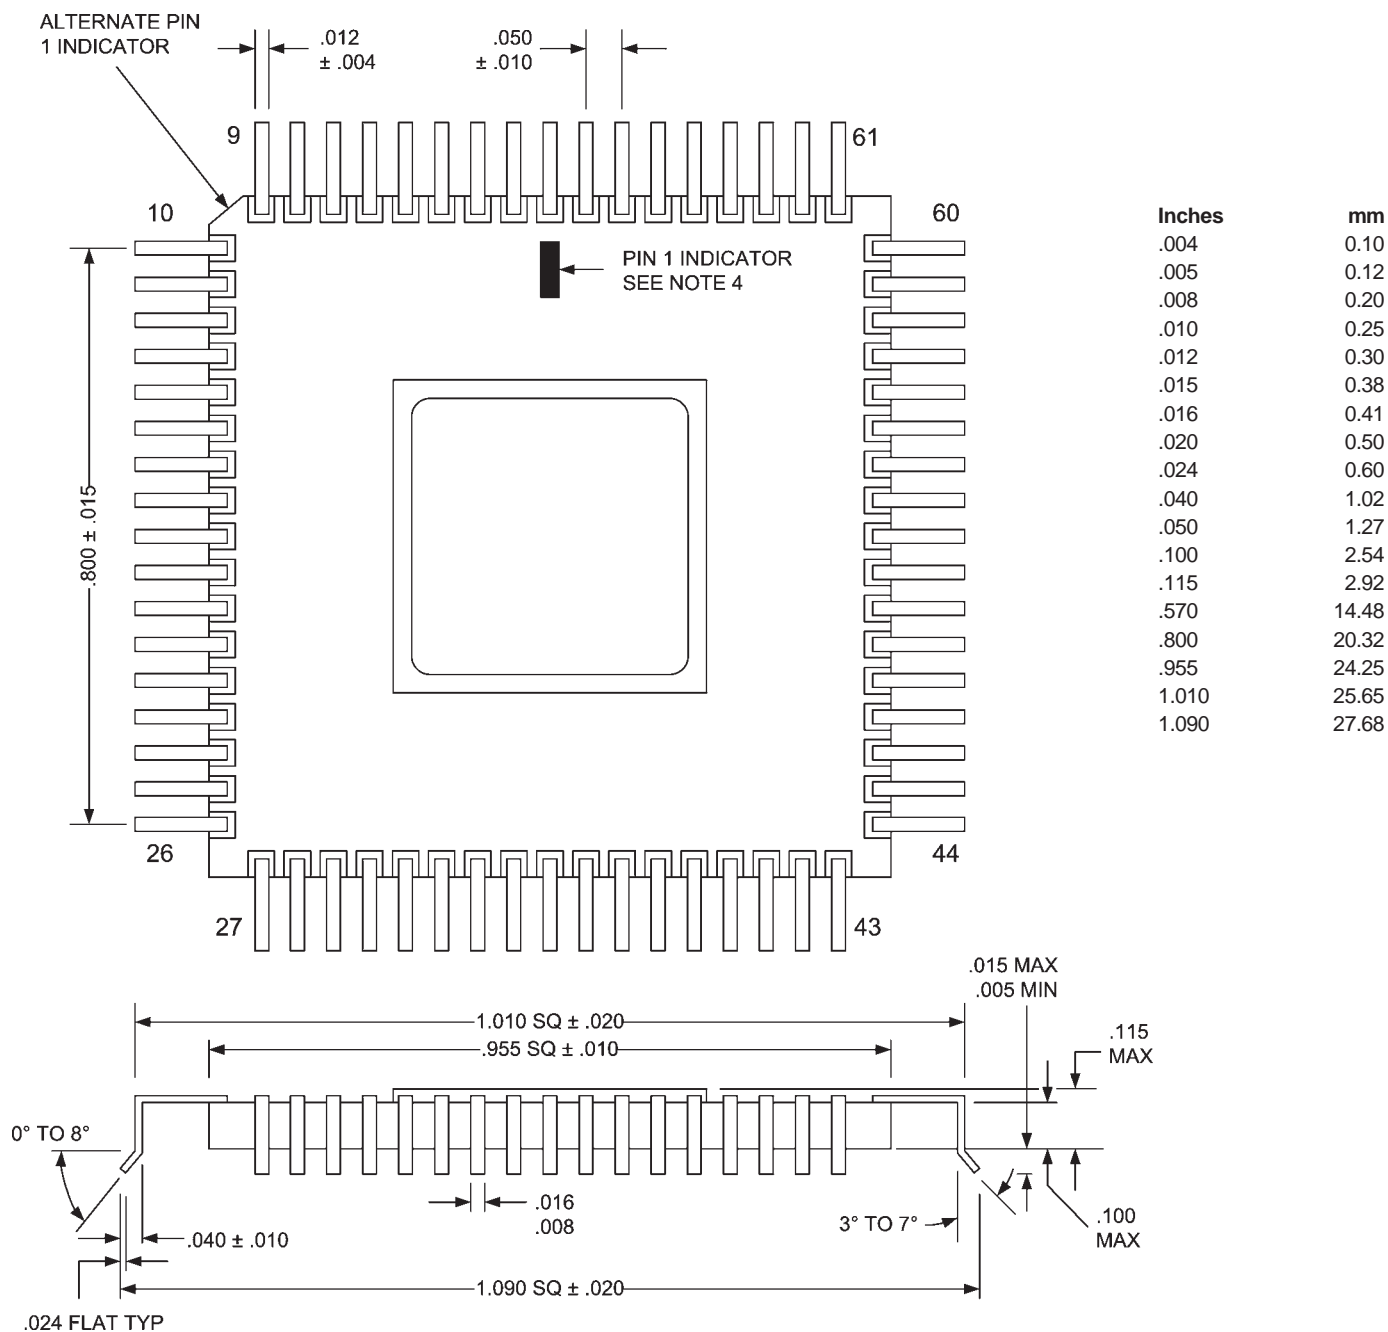 ALTERNATE PIN
1 INDICATOR
.012
± .004
.050
± .010
9
61
10
60
PIN 1 INDICATOR
SEE NOTE 4
.800 ± .015
26
44
27
43
Inches mm
.004 0.10
.005 0.12
.008 0.20
.010 0.25
.012 0.30
.015 0.38
.016 0.41
.020 0.50
.024 0.60
.040 1.02
.050 1.27
.100 2.54
.115 2.92
.570 14.48
.800 20.32
.955 24.25
1.010 25.65
1.090 27.68
.015 MAX
.005 MIN
1.010 SQ ± .020
.955 SQ ± .010
.115
MAX
0° TO 8°
.016
.008
3° TO 7°
.100
MAX
.040 ± .010
1.090 SQ ± .020
.024 FLAT TYP